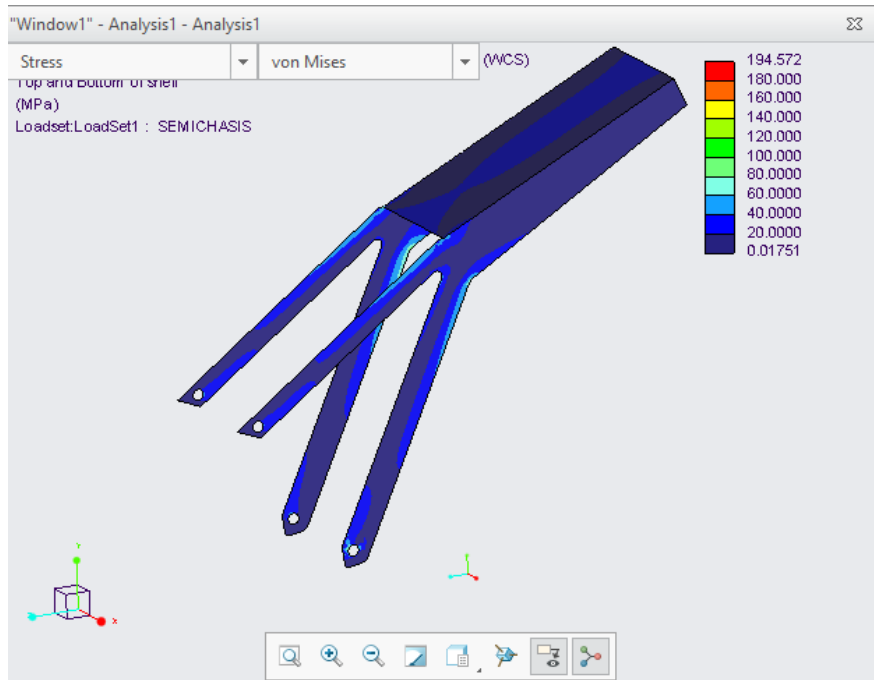 "Window1" - Analysis1 - Analysis1
Stress
von Mises
(WCS)
Top and Bottom of shell
(MPa)
Loadset:LoadSet1 : SEMICHASIS
194.572
180.000
160.000
140.000
120.000
100.000
80.0000
60.0000
40.0000
20.0000
0.01751
Y
X